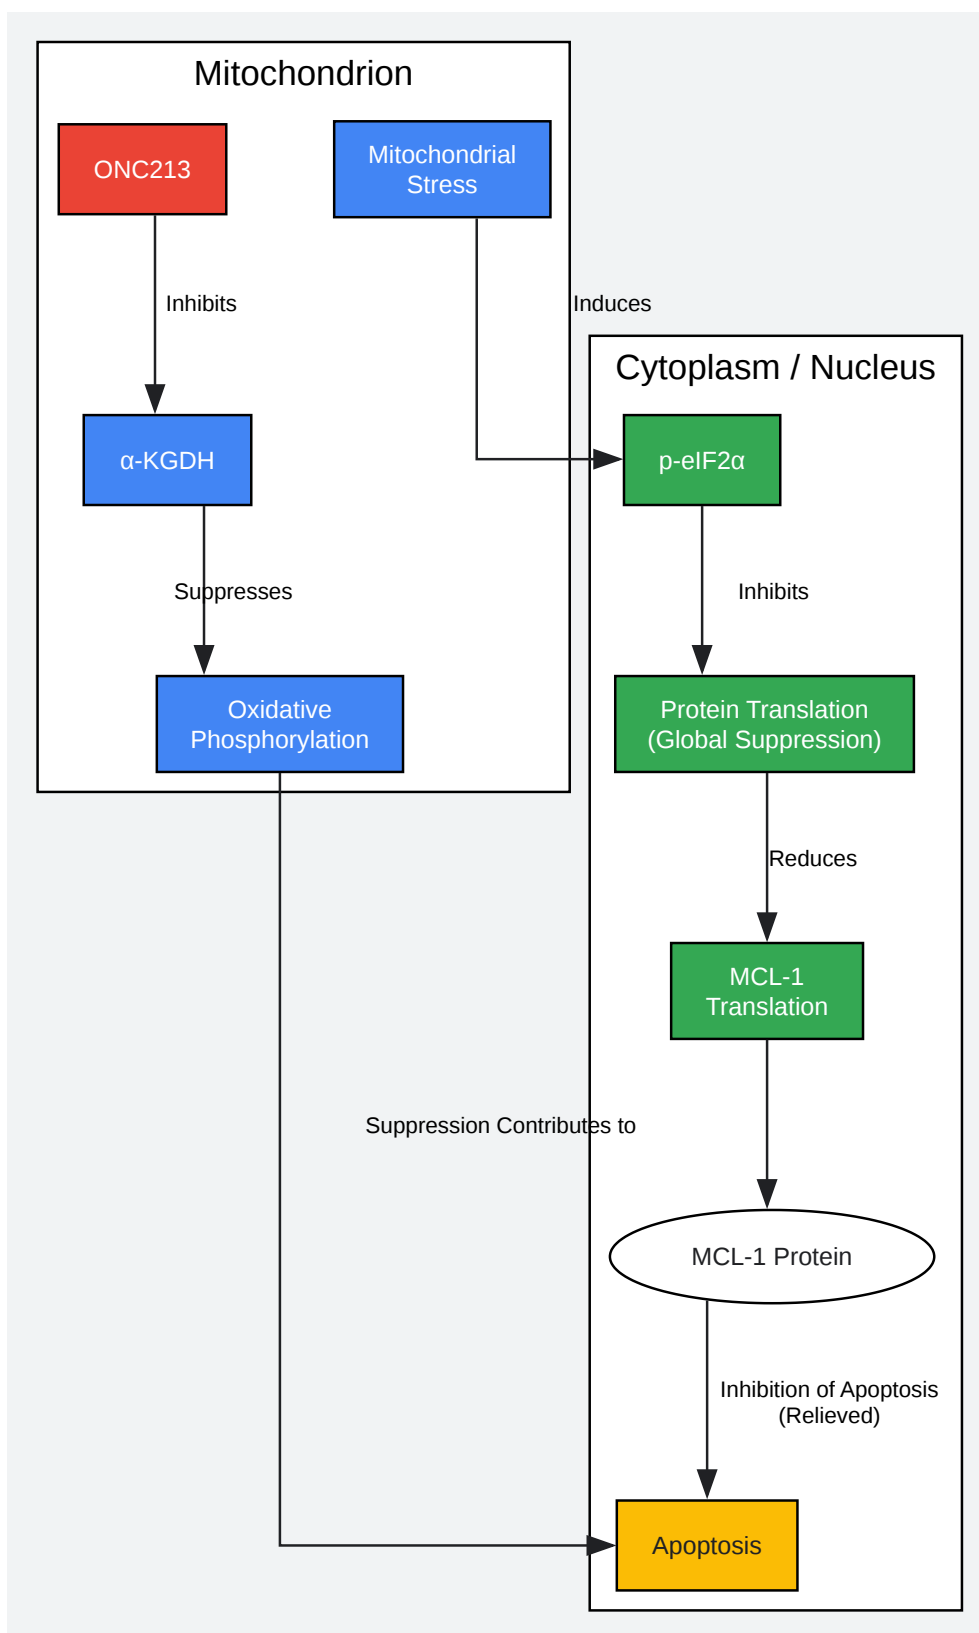 Mitochondrion
ONC213
Mitochondrial
Stress
Inhibits
Induces
Cytoplasm / Nucleus
α-KGDH
p-eIF2α
Suppresses
Inhibits
Oxidative
Phosphorylation
Protein Translation
(Global Suppression)
Reduces
MCL-1
Translation
Suppression Contributes to
MCL-1 Protein
Inhibition of Apoptosis
(Relieved)
Apoptosis